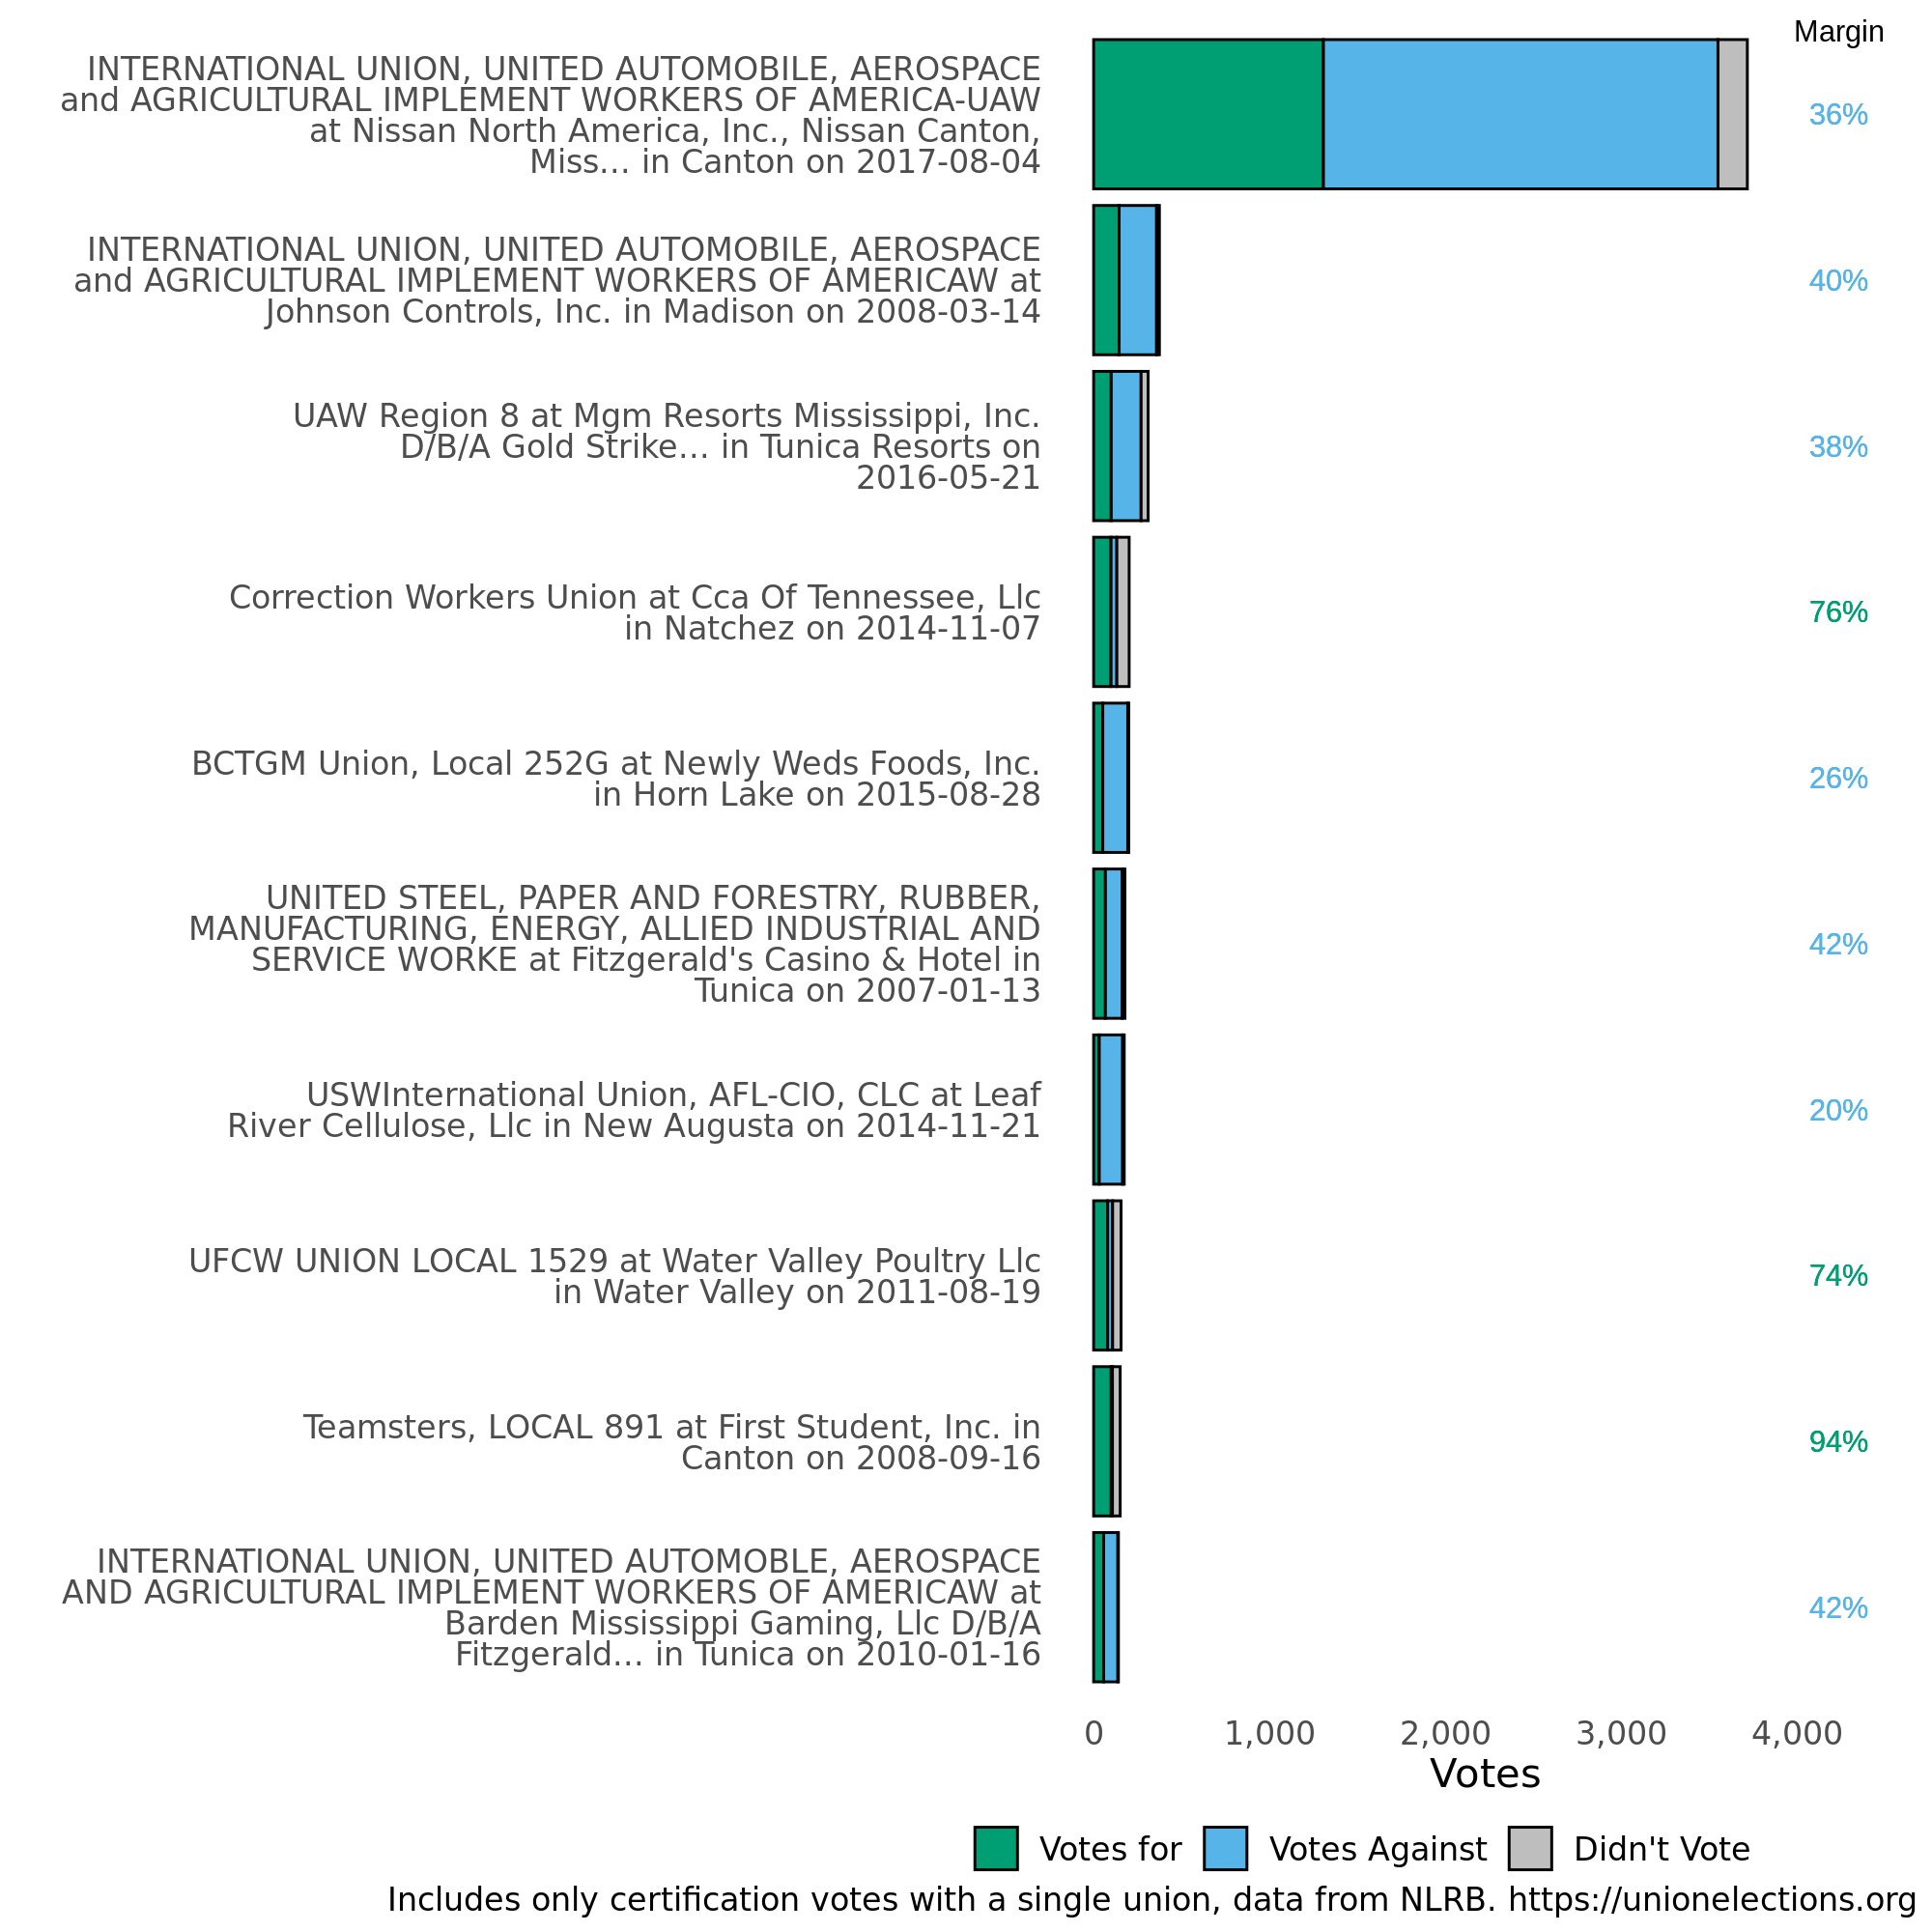 Margin
INTERNATIONAL UNION, UNITED AUTOMOBILE, AEROSPACE
and AGRICULTURAL IMPLEMENT WORKERS OF AMERICA-UAW
at Nissan North America, Inc., Nissan Canton,
Miss... in Canton on 2017-08-04
36%
INTERNATIONAL UNION, UNITED AUTOMOBILE, AEROSPACE
and AGRICULTURAL IMPLEMENT WORKERS OF AMERICAW at
Johnson Controls, Inc. in Madison on 2008-03-14
40%
UAW Region 8 at Mgm Resorts Mississippi, Inc.
D/B/A Gold Strike... in Tunica Resorts on
2016-05-21
38%
Correction Workers Union at Cca Of Tennessee, Llc
in Natchez on 2014-11-07
76%
BCTGM Union, Local 252G at Newly Weds Foods, Inc.
in Horn Lake on 2015-08-28
26%
UNITED STEEL, PAPER AND FORESTRY, RUBBER,
MANUFACTURING, ENERGY, ALLIED INDUSTRIAL AND
SERVICE WORKE at Fitzgerald's Casino & Hotel in
Tunica on 2007-01-13
42%
USWInternational Union, AFL-CIO, CLC at Leaf
River Cellulose, Llc in New Augusta on 2014-11-21
20%
UFCW UNION LOCAL 1529 at Water Valley Poultry Llc
in Water Valley on 2011-08-19
74%
Teamsters, LOCAL 891 at First Student, Inc. in
Canton on 2008-09-16
94%
INTERNATIONAL UNION, UNITED AUTOMOBLE, AEROSPACE
AND AGRICULTURAL IMPLEMENT WORKERS OF AMERICAW at
Barden Mississippi Gaming, Llc D/B/A
Fitzgerald... in Tunica on 2010-01-16
42%
0 1,000 2,000 3,000 4,000
Votes
Votes for Votes Against Didn't Vote
Includes only certification votes with a single union, data from NLRB. https://unionelections.org